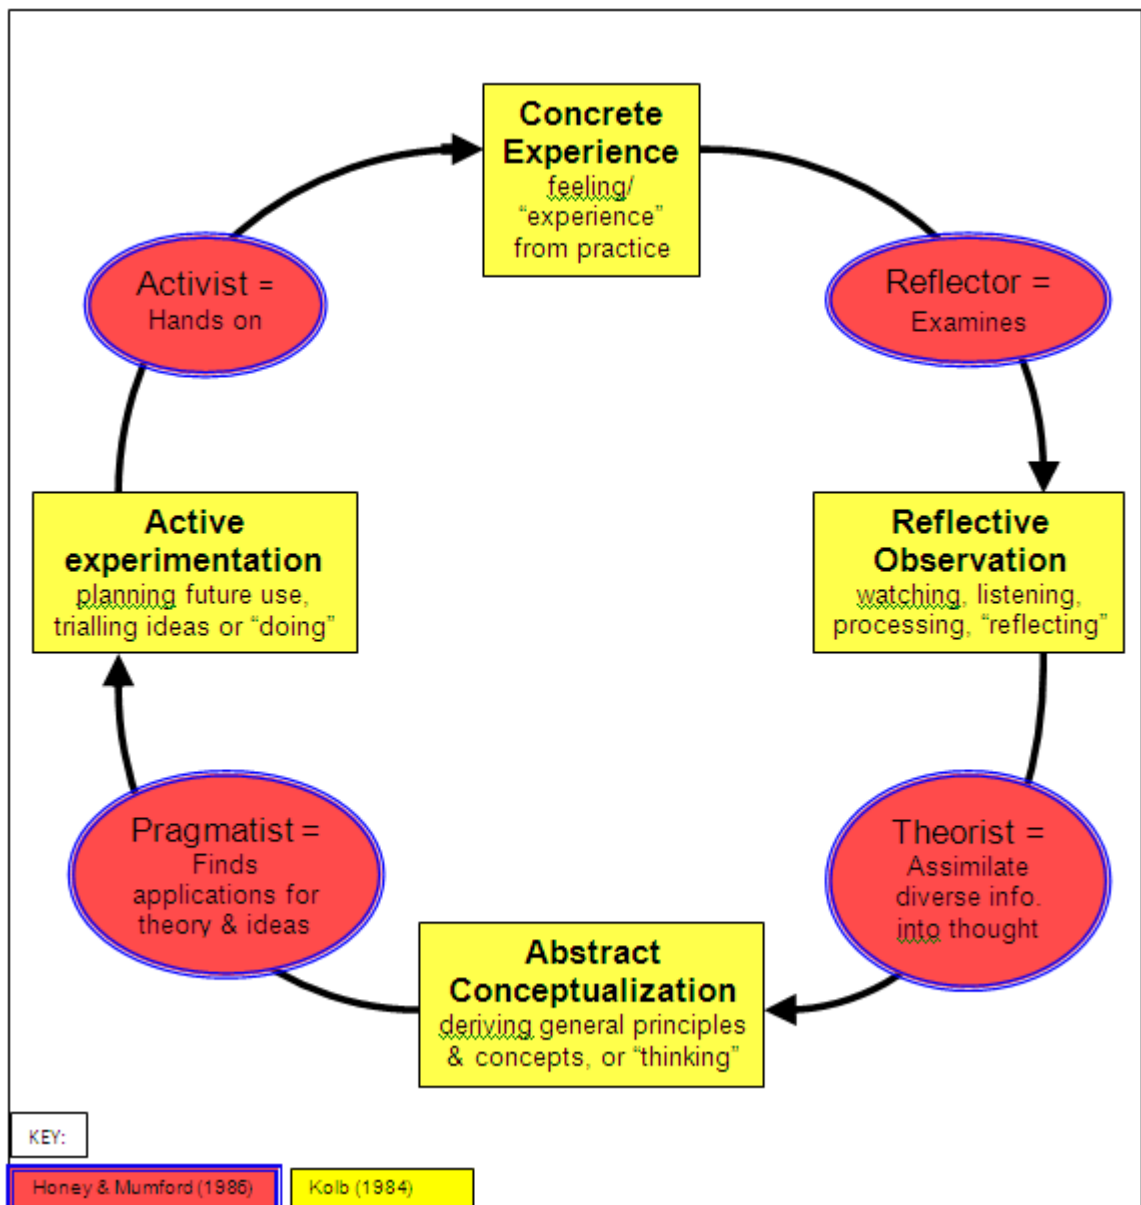 Concrete
Experience
feeling/
“experience”
from practice
Activist =
Hands on
Reflector =
Examines
Active
experimentation
planning future use,
trialling ideas or “doing”
Reflective
Observation
watching, listening,
processing, “reflecting”
Pragmatist =
Finds
applications for
theory & ideas
Theorist =
Assimilate
diverse info.
into thought
Abstract
Conceptualization
deriving general principles
& concepts, or “thinking”
KEY:
Honey & Mumford (1986)
Kolb (1984)